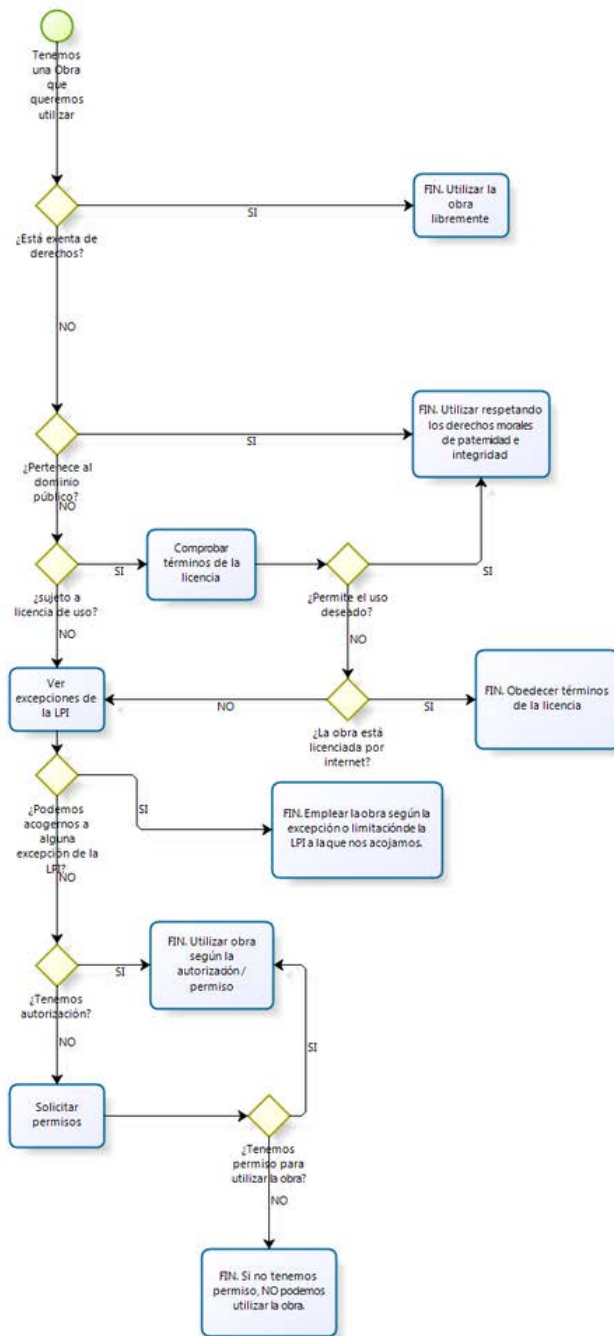 Tenemos
una Obra
que
queremos
utilizar
FIN. Utilizar la
obra
libremente
SI
¿Está exenta de
derechos?
NO
FIN. Utilizar respetando
los derechos morales
de paternidad e
integridad
SI
¿Pertenece al
dominio
público?
NO
Comprobar
términos de la
licencia
SI
SI
¿sujeto a
licencia de uso?
¿Permite el uso
deseado?
NO
NO
Ver
excepciones de
la LPI
FIN. Obedecer términos
de la licencia
NO
SI
¿La obra está
licenciada por
internet?
¿Podemos
acogernos a
alguna
excepción de la
LPI?
SI
FIN. Emplear la obra según la
excepción o limitación de la
LPI a la que nos acojamos.
NO
FIN. Utilizar obra
según la
autorización /
permiso
SI
¿Tenemos
autorización?
NO
SI
Solicitar
permisos
¿Tenemos
permiso para
utilizar la obra?
NO
FIN. Si no tenemos
permiso, NO podemos
utilizar la obra.